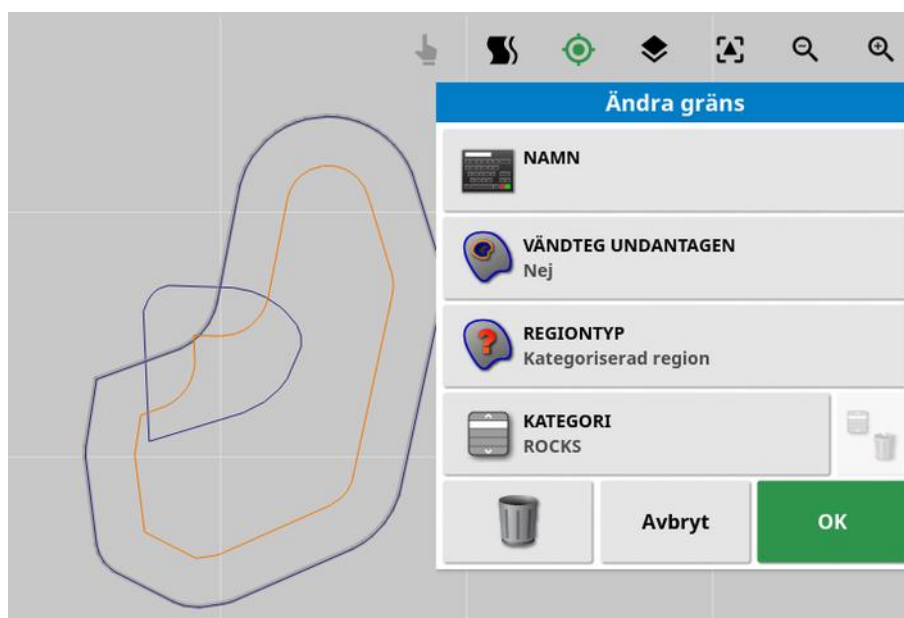 Ändra gräns
NAMN
VÄNDTEG UNDANTAGEN
Nej
REGIONTYP
Kategoriserad region
KATEGORI
ROCKS
Avbryt
OK